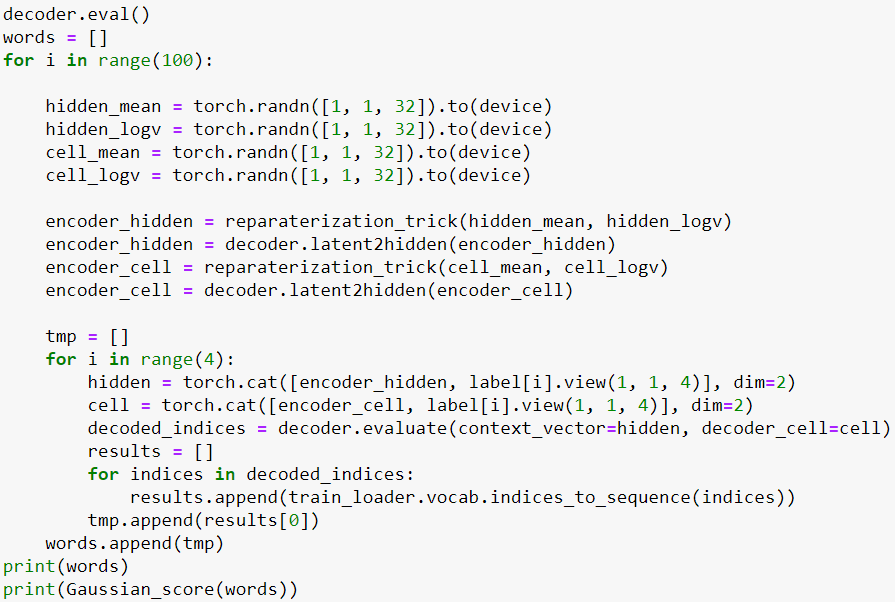 decoder.eval()
words = []
for i in range(100):
    hidden_mean = torch.randn([1, 1, 32]).to(device)
    hidden_logv = torch.randn([1, 1, 32]).to(device)
    cell_mean = torch.randn([1, 1, 32]).to(device)
    cell_logv = torch.randn([1, 1, 32]).to(device)
    encoder_hidden = reparaterization_trick(hidden_mean, hidden_logv)
    encoder_hidden = decoder.latent2hidden(encoder_hidden)
    encoder_cell = reparaterization_trick(cell_mean, cell_logv)
    encoder_cell = decoder.latent2hidden(encoder_cell)
    tmp = []
    for i in range(4):
        hidden = torch.cat([encoder_hidden, label[i].view(1, 1, 4)], dim=2)
        cell = torch.cat([encoder_cell, label[i].view(1, 1, 4)], dim=2)
        decoded_indices = decoder.evaluate(context_vector=hidden, decoder_cell=cell)
        results = []
        for indices in decoded_indices:
            results.append(train_loader.vocab.indices_to_sequence(indices))
        tmp.append(results[0])
    words.append(tmp)
print(words)
print(Gaussian_score(words))